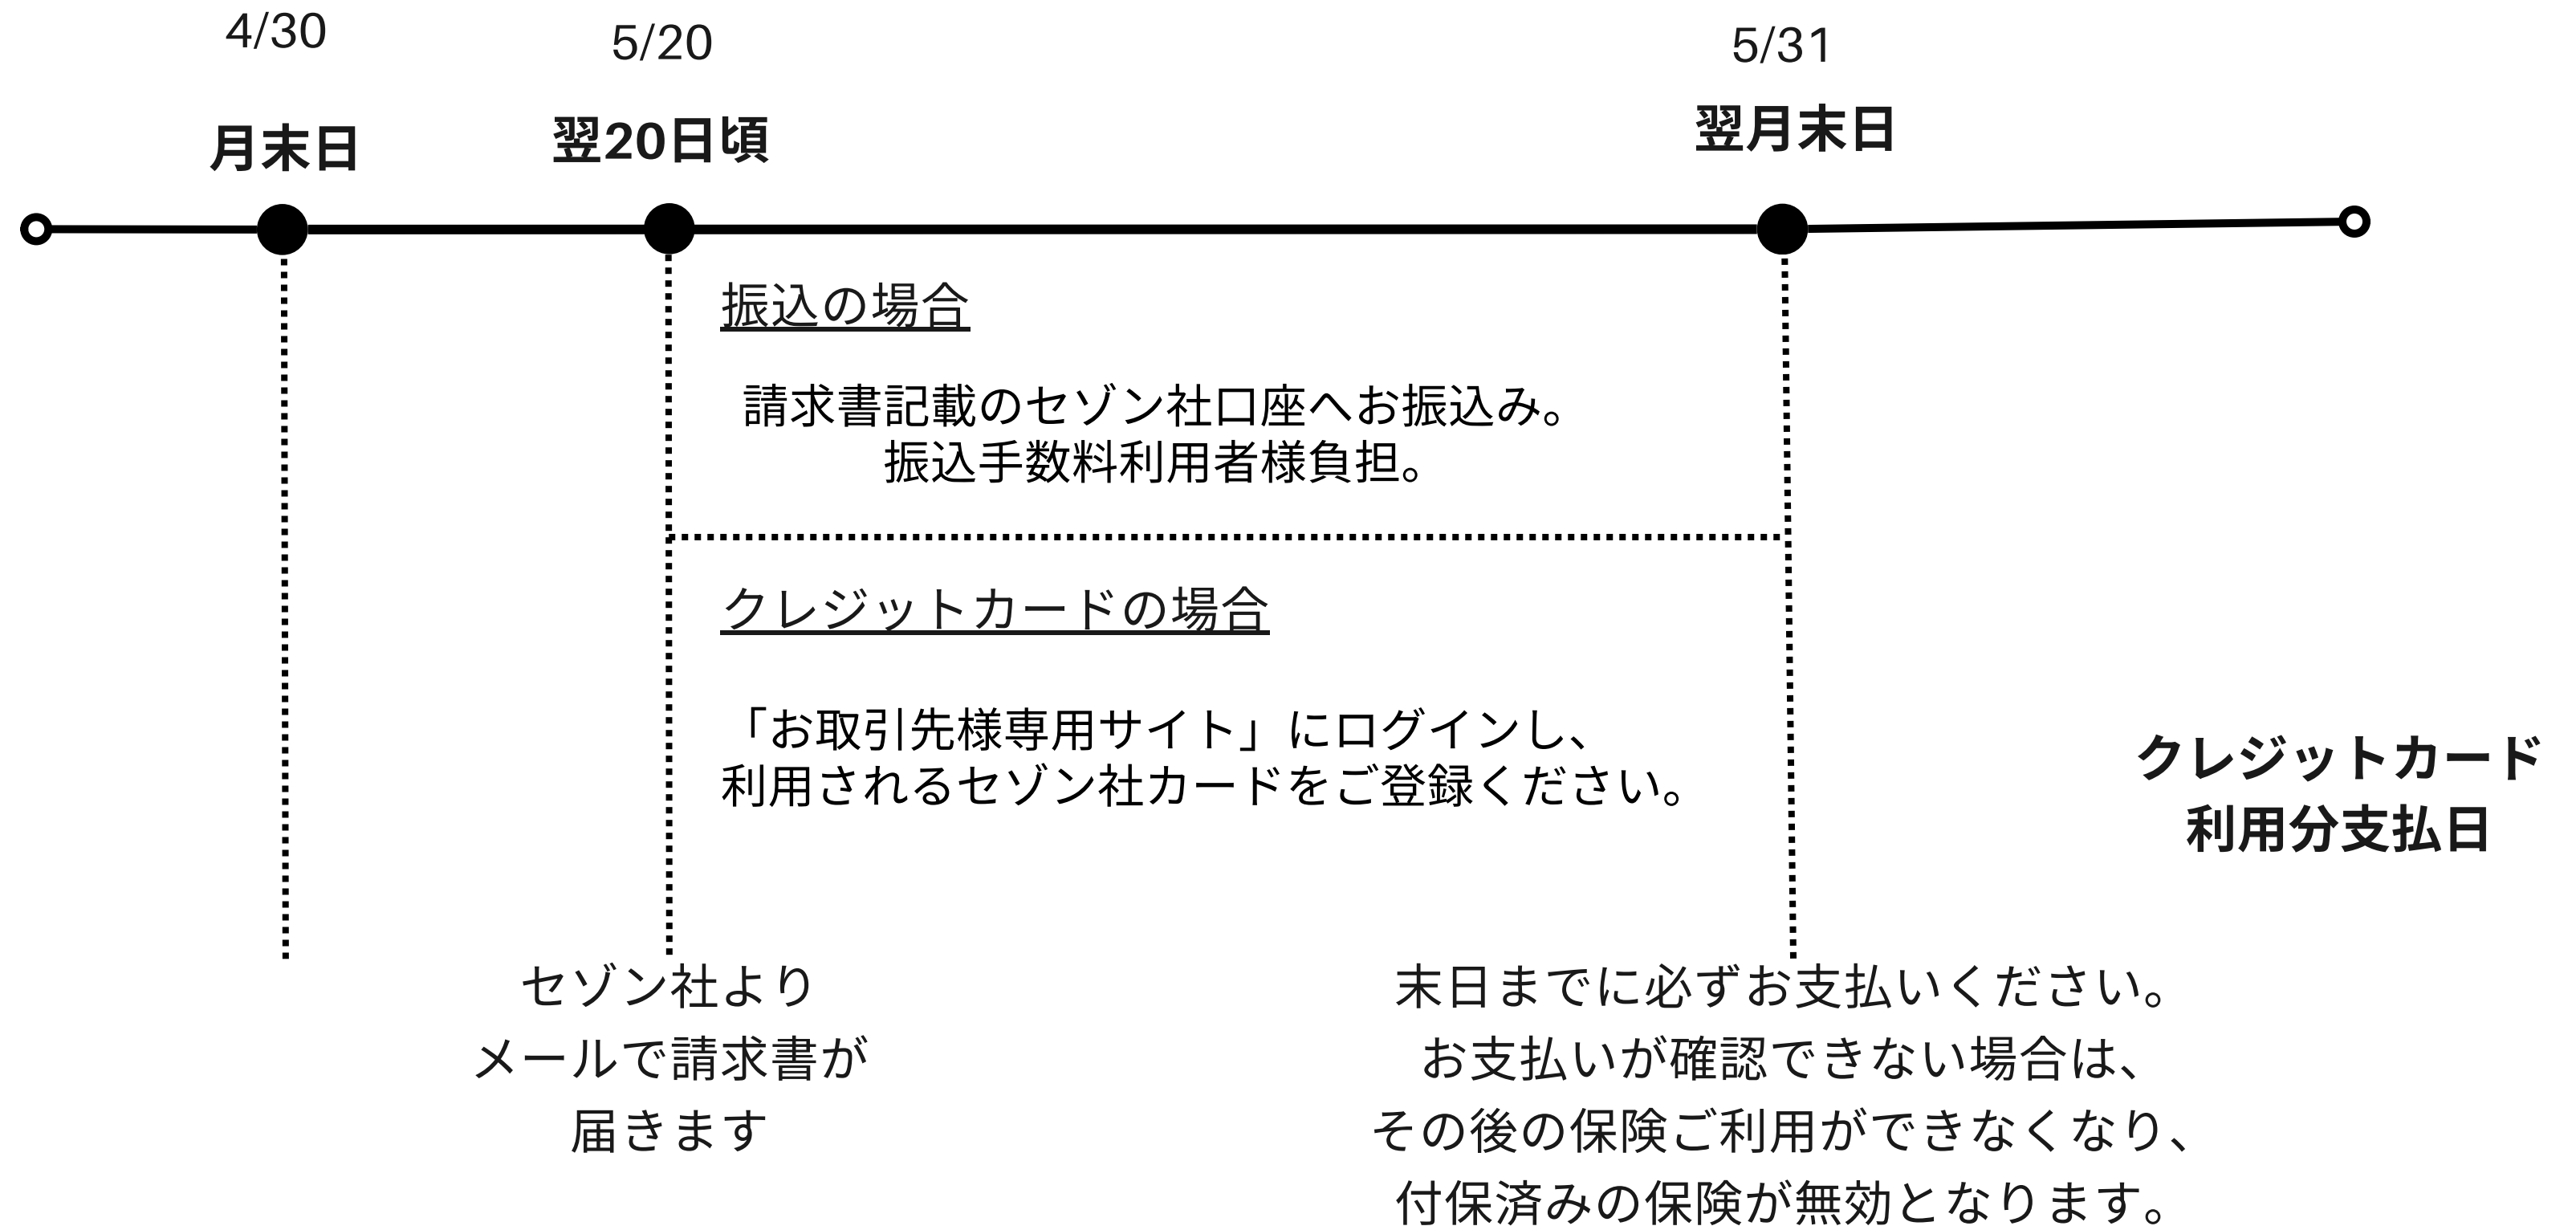 4/30
月末日
5/20
翌20日頃
5/31
翌月末日
振込の場合
請求書記載のセゾン社口座へお振込み。
振込手数料利用者様負担。
クレジットカードの場合
「お取引先様専用サイト」にログインし、
利用されるセゾン社カードをご登録ください。
クレジットカード
利用分支払日
セゾン社より
メールで請求書が
届きます
末日までに必ずお支払いください。
お支払いが確認できない場合は、
その後の保険ご利用ができなくなり、
付保済みの保険が無効となります。